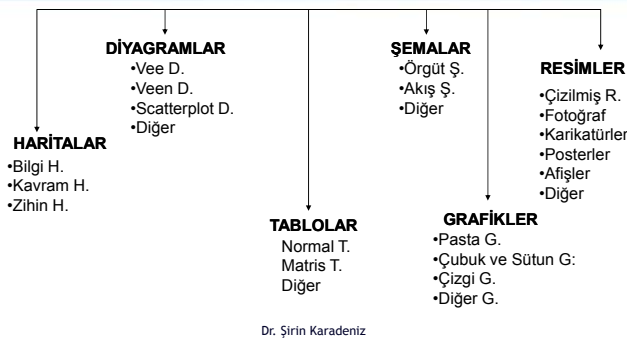 DİYAGRAMLAR
•Vee D.
•Veen D.
•Scatterplot D.
•Diğer
ŞEMALAR
•Örgüt Ş.
•Akış Ş.
•Diğer
RESİMLER
•Çizilmiş R.
•Fotoğraf
•Karikatürler
•Posterler
•Afişler
•Diğer
HARİTALAR
•Bilgi H.
•Kavram H.
•Zihin H.
TABLOLAR
Normal T.
Matris T.
Diğer
GRAFİKLER
•Pasta G.
•Çubuk ve Sütun G:
•Çizgi G.
•Diğer G.
Dr. Şirin Karadeniz